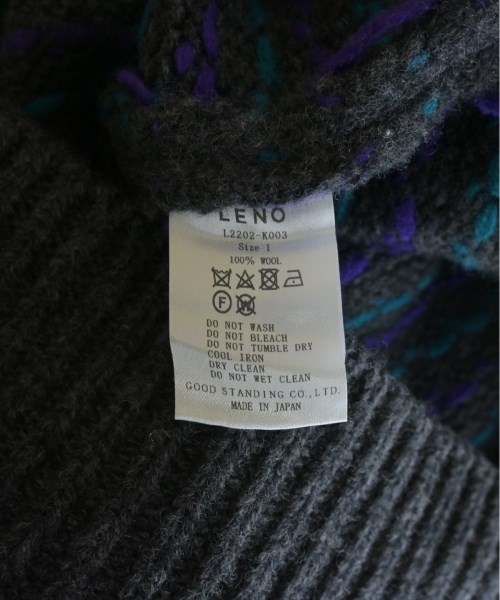 LENO
L2202-K003
Size 1
100% WOOL
F W
DO NOT WASH
DO NOT BLEACH
DO NOT TUMBLE DRY
COOL IRON
DRY CLEAN
DO NOT WET CLEAN
GOOD STANDING CO., LTD.
MADE IN JAPAN